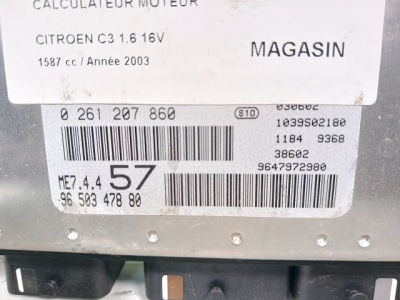 CALCULATEUR MOTEUR
CITROEN C3 1.6 16V
1587 cc / Année 2003
MAGASIN
0 261 207 860
810
030602
1039S02180
1184 9368
38602
9647972980
ME7.4.4 57
96 503 478 80